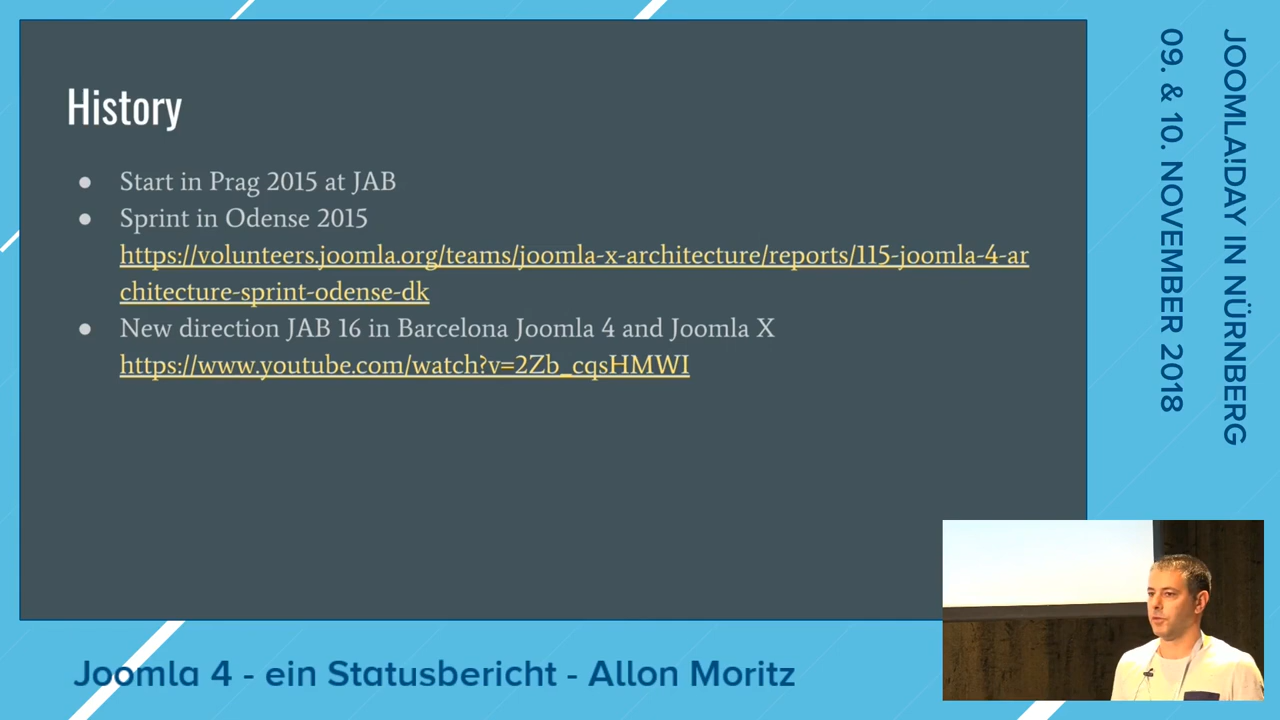 History
Start in Prag 2015 at JAB
Sprint in Odense 2015
https://volunteers.joomla.org/teams/joomla-x-architecture/reports/115-joomla-4-ar
chitecture-sprint-odense-dk
New direction JAB 16 in Barcelona Joomla 4 and Joomla X
https://www.youtube.com/watch?v=2Zb_cqsHMWI
JOOMLA!DAY IN NÜRNBERG
09. & 10. NOVEMBER 2018
Joomla 4 - ein Statusbericht - Allon Moritz